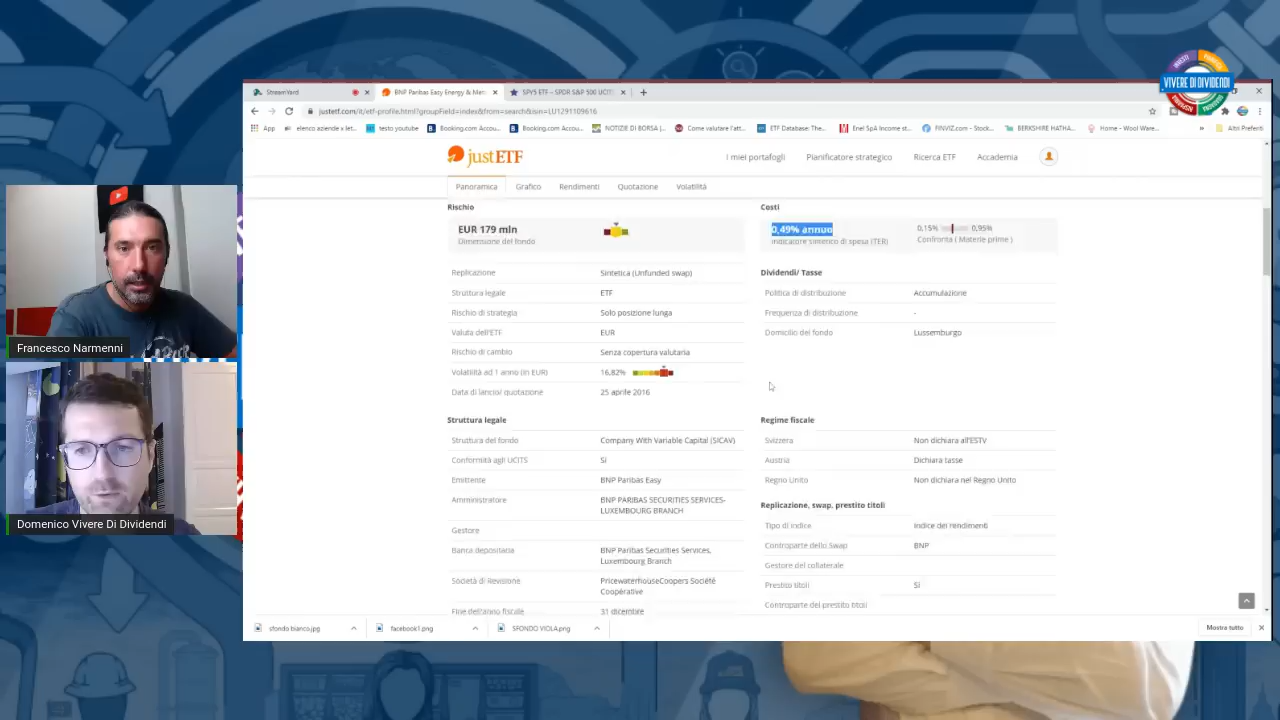 VIVERE DI DIVIDENDI
StreamYard
BNP Paribas Easy Energy & Met
SPY5 ETF – SPDR S&P 500 UCIT
justetf.com/it/etf-profile.html?groupField=index&from=search&isin=LU1291109616
App
elenco aziende x let...
testo youtube
Booking.com Accou...
Booking.com Accou...
NOTIZIE DI BORSA |...
Come valutare l'att...
ETF Database: The...
Enel SpA Income st...
FINVIZ.com - Stock...
BERKSHIRE HATHA...
Home – Wool Ware...
»
Altri Preferiti
justETF
I miei portafogli
Pianificatore strategico
Ricerca ETF
Accademia
Panoramica
Grafico
Rendimenti
Quotazione
Volatilità
Rischio
EUR 179 mln
Dimensione del fondo
Replicazione Sintetica (Unfunded swap)
Struttura legale ETF
Rischio di strategia Solo posizione lunga
Valuta dell'ETF EUR
Rischio di cambio Senza copertura valutaria
Volatilità ad 1 anno (in EUR) 16,82%
Data di lancio/ quotazione 25 aprile 2016
Struttura legale
Struttura del fondo Company With Variable Capital (SICAV)
Conformità agli UCITS Sì
Emittente BNP Paribas Easy
Amministratore BNP PARIBAS SECURITIES SERVICES-
LUXEMBOURG BRANCH
Gestore
Banca depositaria BNP Paribas Securities Services,
Luxembourg Branch
Società di Revisione PricewaterhouseCoopers Société
Coopérative
Fine dell'anno fiscale 31 dicembre
Costi
0,49% annuo
Indicatore sintetico di spesa (TER)
0,15% 0,95%
Confronta ( Materie prime )
Dividendi/ Tasse
Politica di distribuzione Accumulazione
Frequenza di distribuzione -
Domicilio del fondo Lussemburgo
Regime fiscale
Svizzera Non dichiara all'ESTV
Austria Dichiara tasse
Regno Unito Non dichiara nel Regno Unito
Replicazione, swap, prestito titoli
Tipo di indice Indice dei rendimenti
Controparte dello Swap BNP
Gestore del collaterale
Prestito titoli Sì
Controparte del prestito titoli
sfondo bianco.jpg
facebook1.png
SFONDO VIOLA.png
Mostra tutto
Francesco Narmenni
Domenico Vivere Di Dividendi